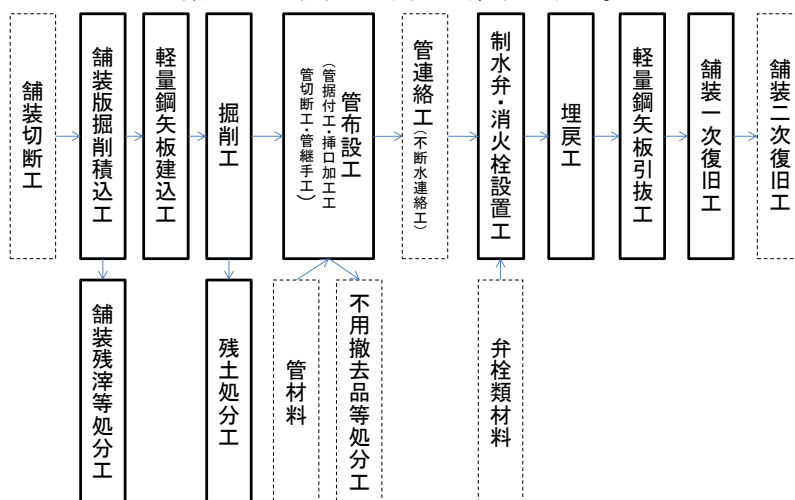 舗装切断工
舗装版掘削積込工
軽量鋼矢板建込工
掘削工
管布設工
(管据付工・挿口加工工
管切断工・管継手工)
管連絡工(不断水連絡工)
制水弁・消火栓設置工
埋戻工
軽量鋼矢板引抜工
舗装一次復旧工
舗装二次復旧工
舗装残滓等処分工
残土処分工
管材料
不用撤去品等処分工
弁栓類材料